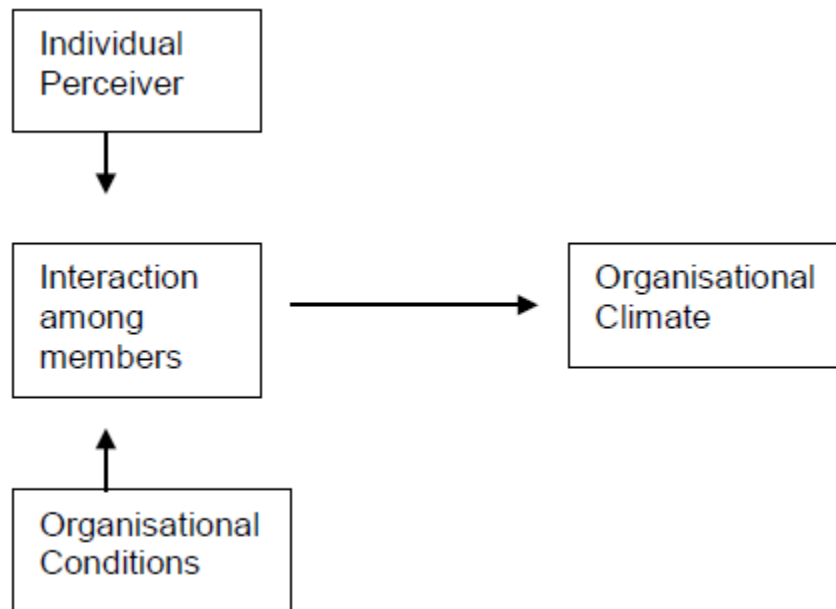 Individual
Perceiver
Interaction
among
members
Organisational
Climate
Organisational
Conditions